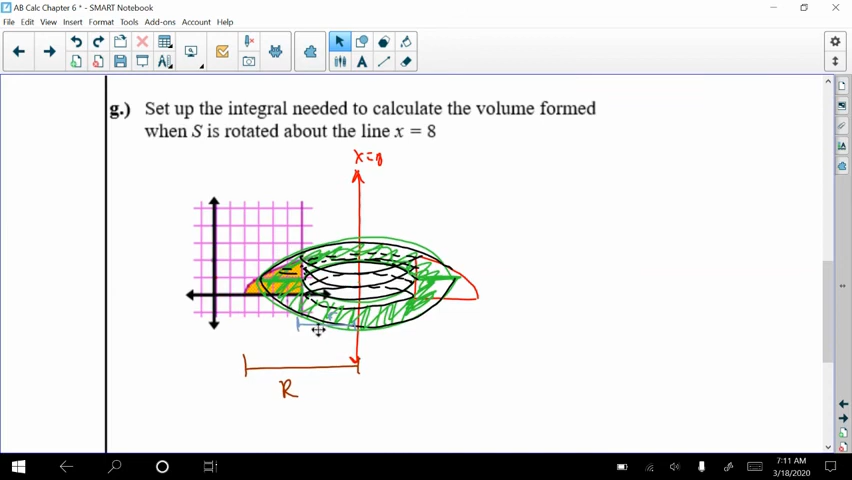 AB Calc Chapter 6 * - SMART Notebook
File Edit View Insert Format Tools Add-ons Account Help
g.) Set up the integral needed to calculate the volume formed
when S is rotated about the line x = 8
x=8
R
7:11 AM
3/18/2020